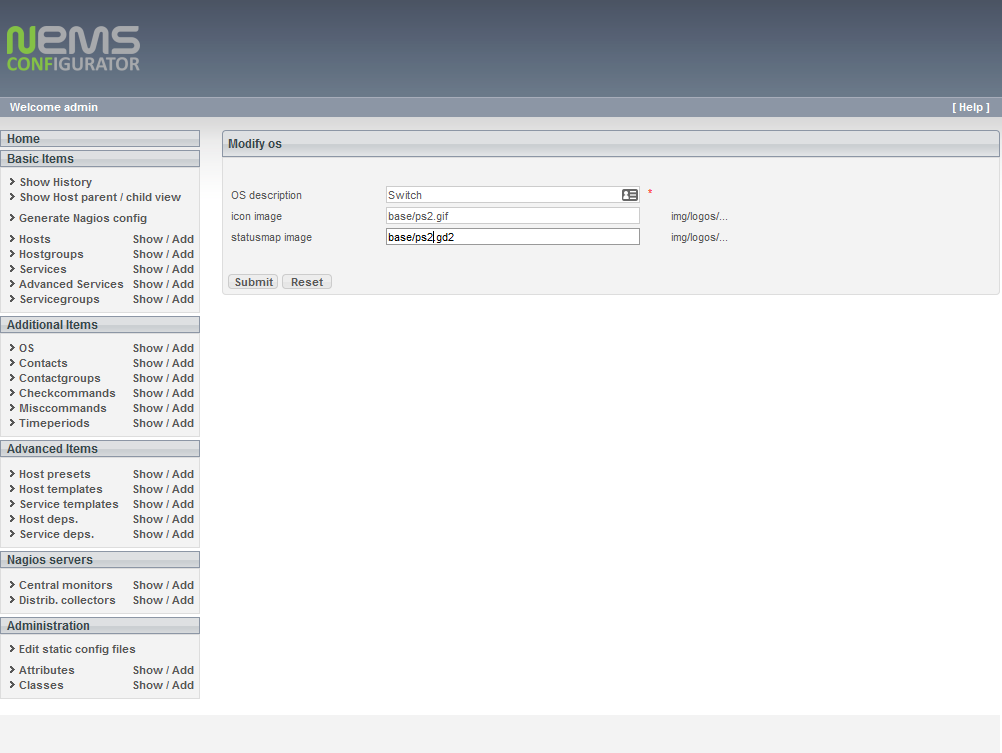 NEMS
CONFIGURATOR
Welcome admin [ Help ]
Home
Basic Items
Show History
Show Host parent / child view
Generate Nagios config
Hosts Show / Add
Hostgroups Show / Add
Services Show / Add
Advanced Services Show / Add
Servicegroups Show / Add
Additional Items
OS Show / Add
Contacts Show / Add
Contactgroups Show / Add
Checkcommands Show / Add
Misccommands Show / Add
Timeperiods Show / Add
Advanced Items
Host presets Show / Add
Host templates Show / Add
Service templates Show / Add
Host deps. Show / Add
Service deps. Show / Add
Nagios servers
Central monitors Show / Add
Distrib. collectors Show / Add
Administration
Edit static config files
Attributes Show / Add
Classes Show / Add
Modify os
OS description Switch *
icon image base/ps2.gif img/logos/...
statusmap image base/ps2.gd2 img/logos/...
Submit Reset